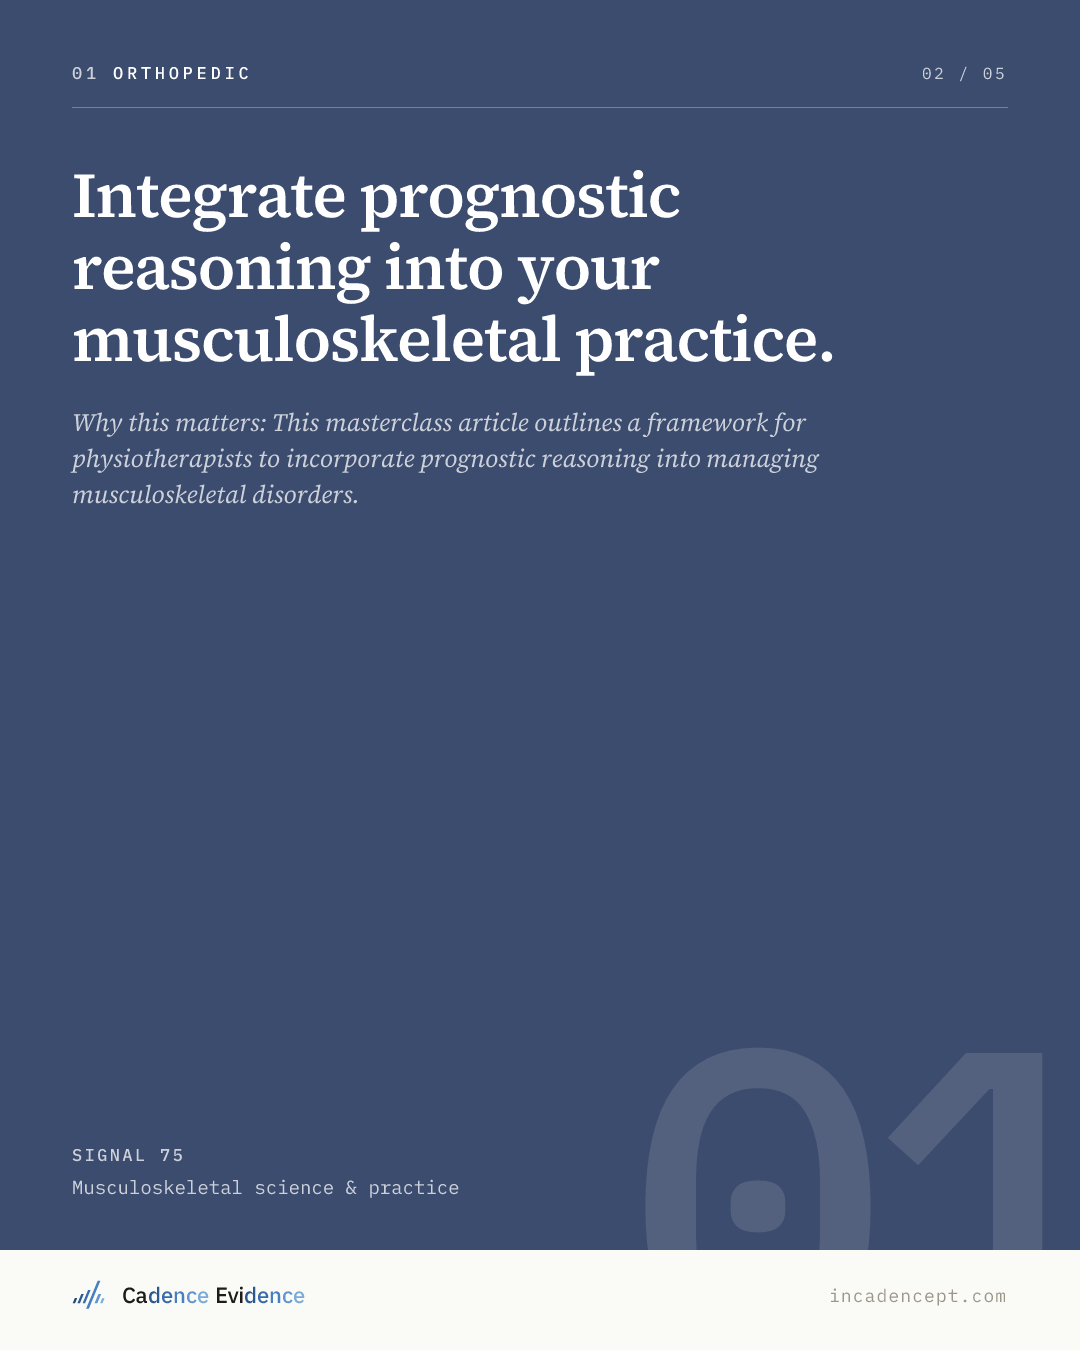 01 ORTHOPEDIC
02 / 05
Integrate prognostic
reasoning into your
musculoskeletal practice.
Why this matters: This masterclass article outlines a framework for
physiotherapists to incorporate prognostic reasoning into managing
musculoskeletal disorders.
01
SIGNAL 75
Musculoskeletal science & practice
Cadence Evidence
incadencept.com